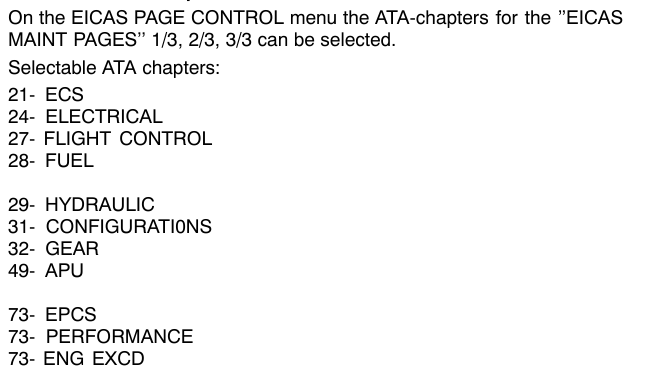 On the EICAS PAGE CONTROL menu the ATA-chapters for the ”EICAS
MAINT PAGES’’ 1/3, 2/3, 3/3 can be selected.
Selectable ATA chapters:
21- ECS
24- ELECTRICAL
27- FLIGHT CONTROL
28- FUEL
29- HYDRAULIC
31- CONFIGURATI0NS
32- GEAR
49- APU
73- EPCS
73- PERFORMANCE
73- ENG EXCD